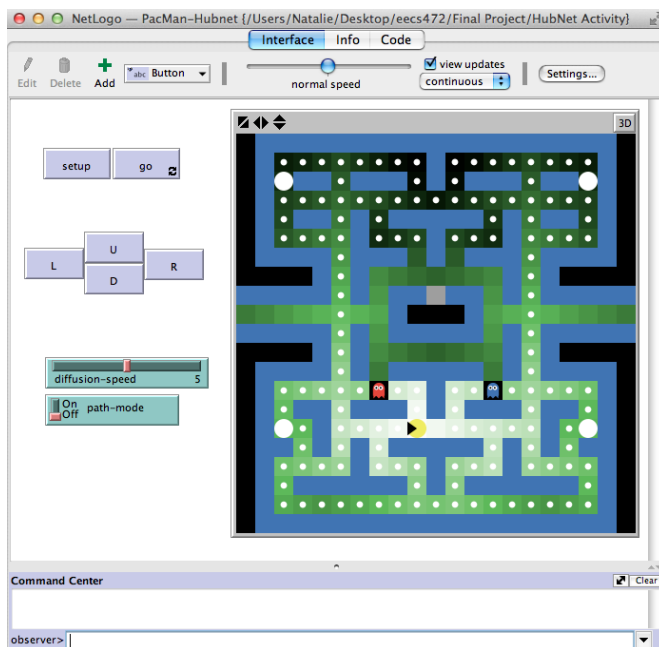 NetLogo — PacMan-Hubnet {/Users/Natalie/Desktop/eecs472/Final Project/HubNet Activity}
Interface Info Code
Edit Delete Add abc Button normal speed view updates continuous Settings...
3D
setup go
L U D R
diffusion-speed 5
On
Off path-mode
Command Center Clear
observer>